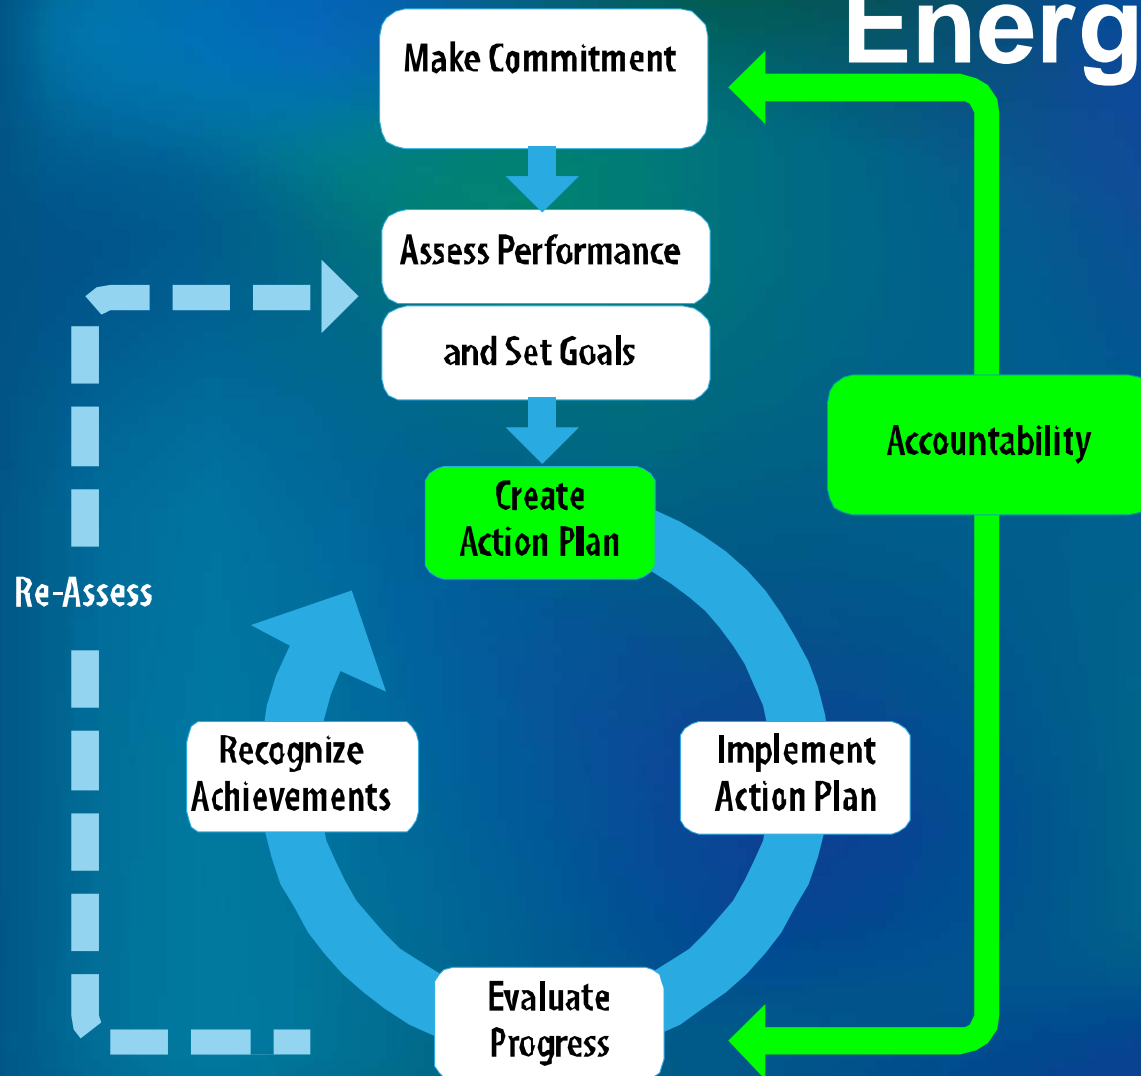 Energ
Make Commitment
Assess Performance
and Set Goals
Accountability
Create
Action Plan
Re-Assess
Recognize
Achievements
Implement
Action Plan
Evaluate
Progress